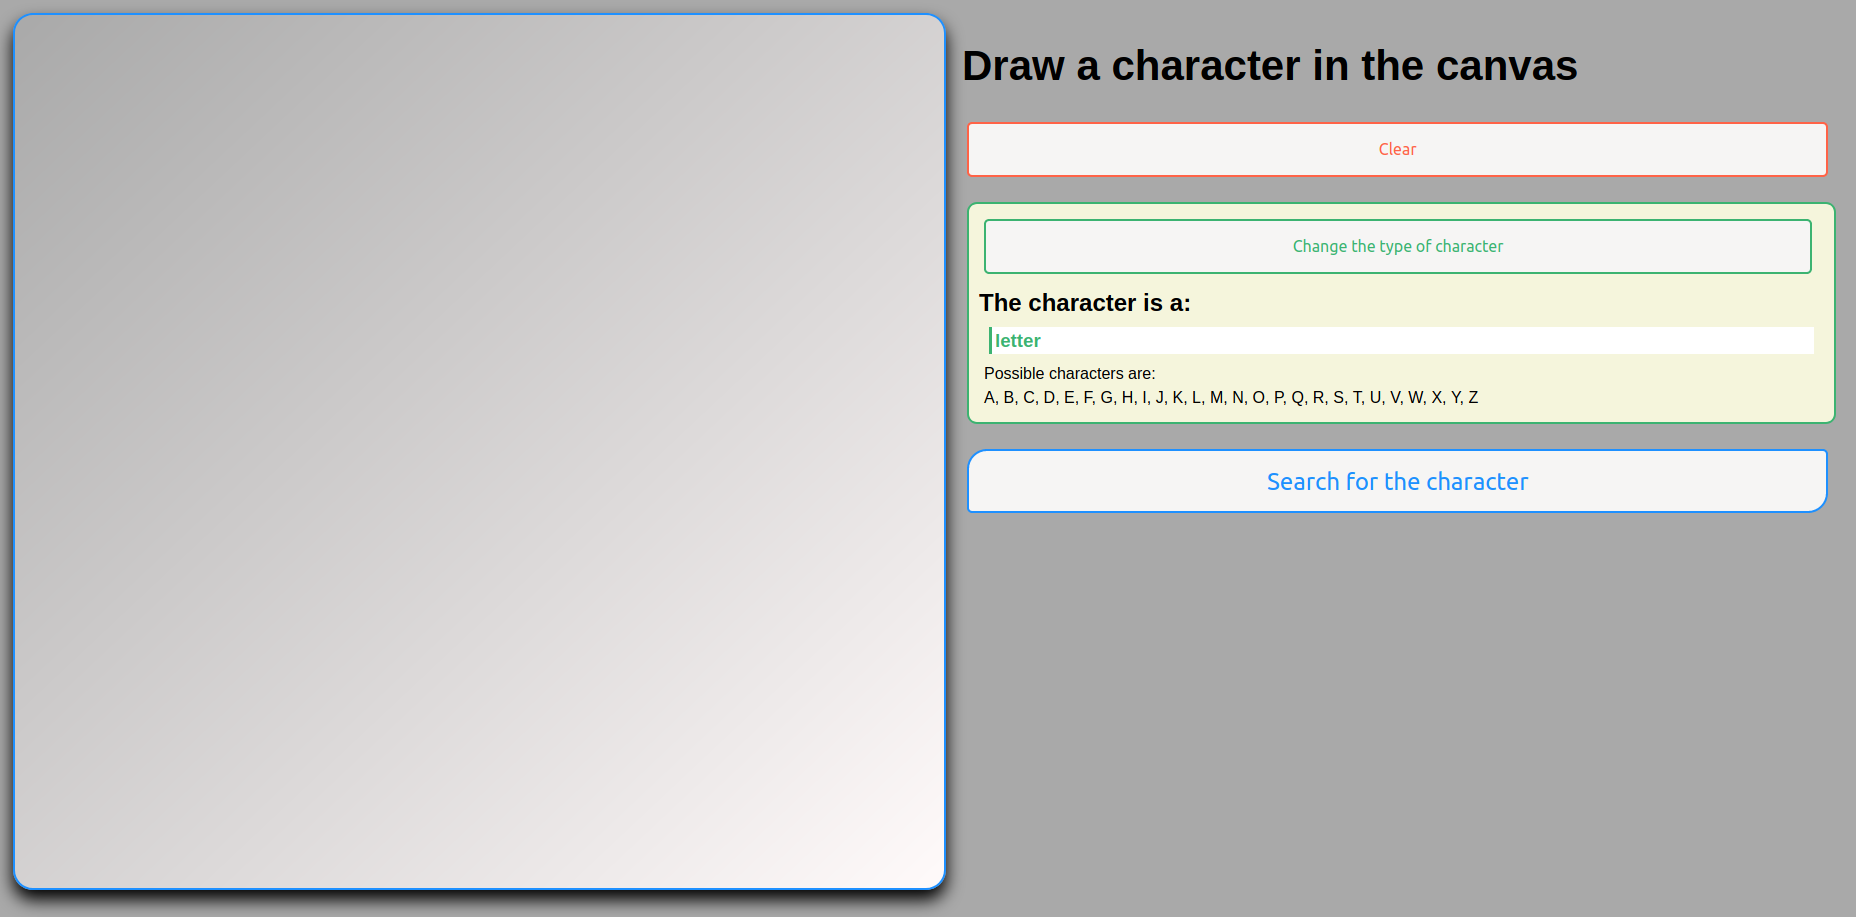 Draw a character in the canvas
Clear
Change the type of character
The character is a:
letter
Possible characters are:
A, B, C, D, E, F, G, H, I, J, K, L, M, N, O, P, Q, R, S, T, U, V, W, X, Y, Z
Search for the character